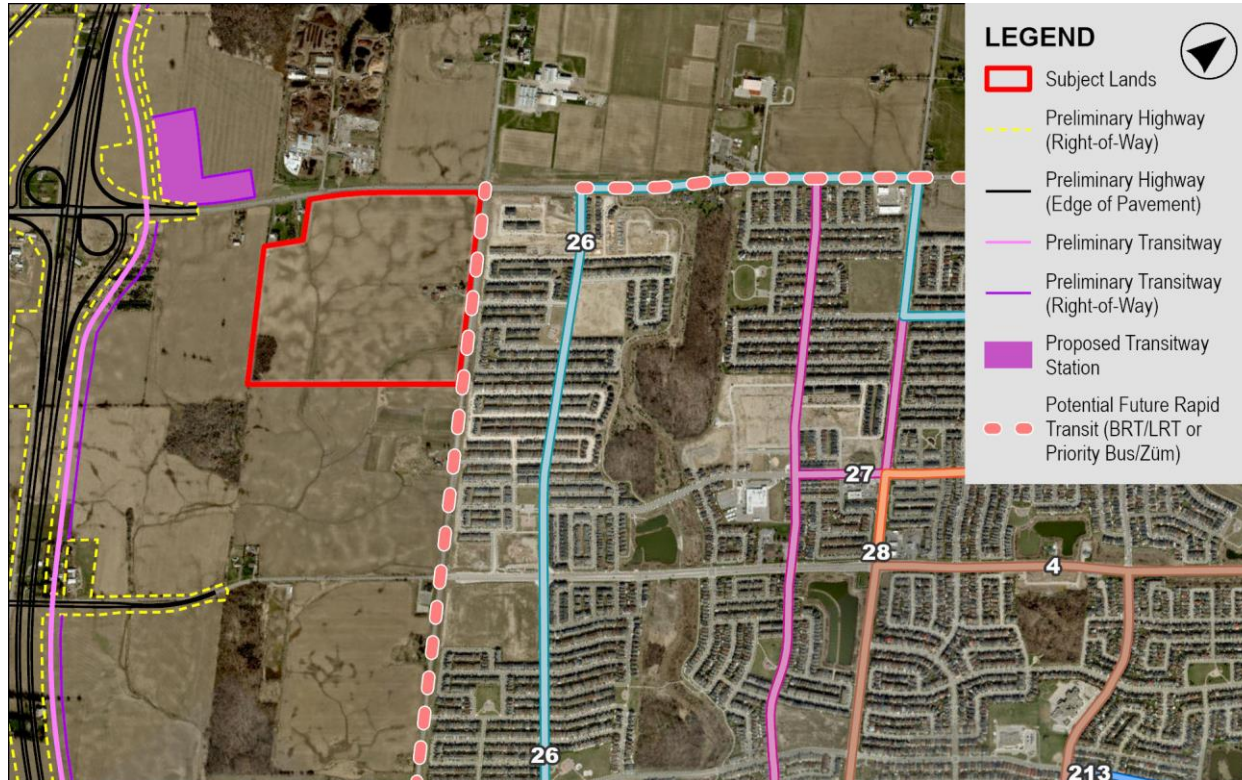 LEGEND
Subject Lands
Preliminary Highway
(Right-of-Way)
Preliminary Highway
(Edge of Pavement)
Preliminary Transitway
Preliminary Transitway
(Right-of-Way)
Proposed Transitway
Station
Potential Future Rapid
Transit (BRT/LRT or
Priority Bus/Züm)
26
27
28
4
26
213